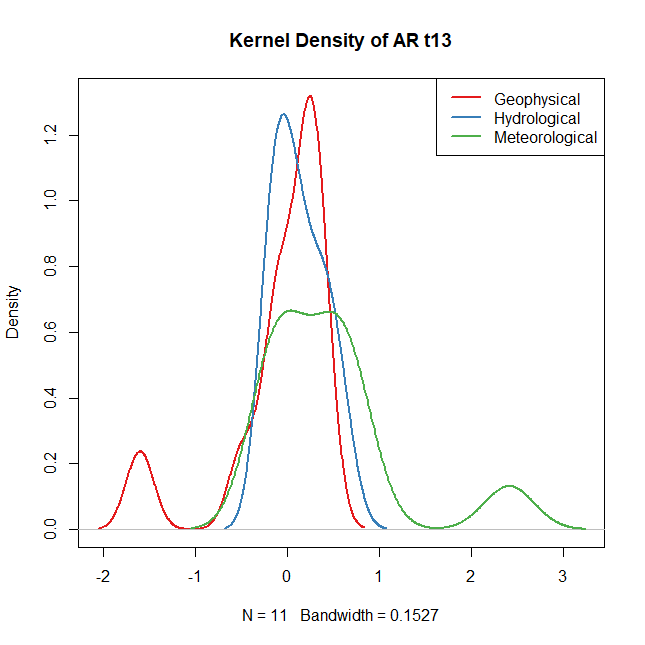 Kernel Density of AR t13
Geophysical
Hydrological
Meteorological
Density
0.0
0.2
0.4
0.6
0.8
1.0
1.2
-2 -1 0 1 2 3
N = 11 Bandwidth = 0.1527